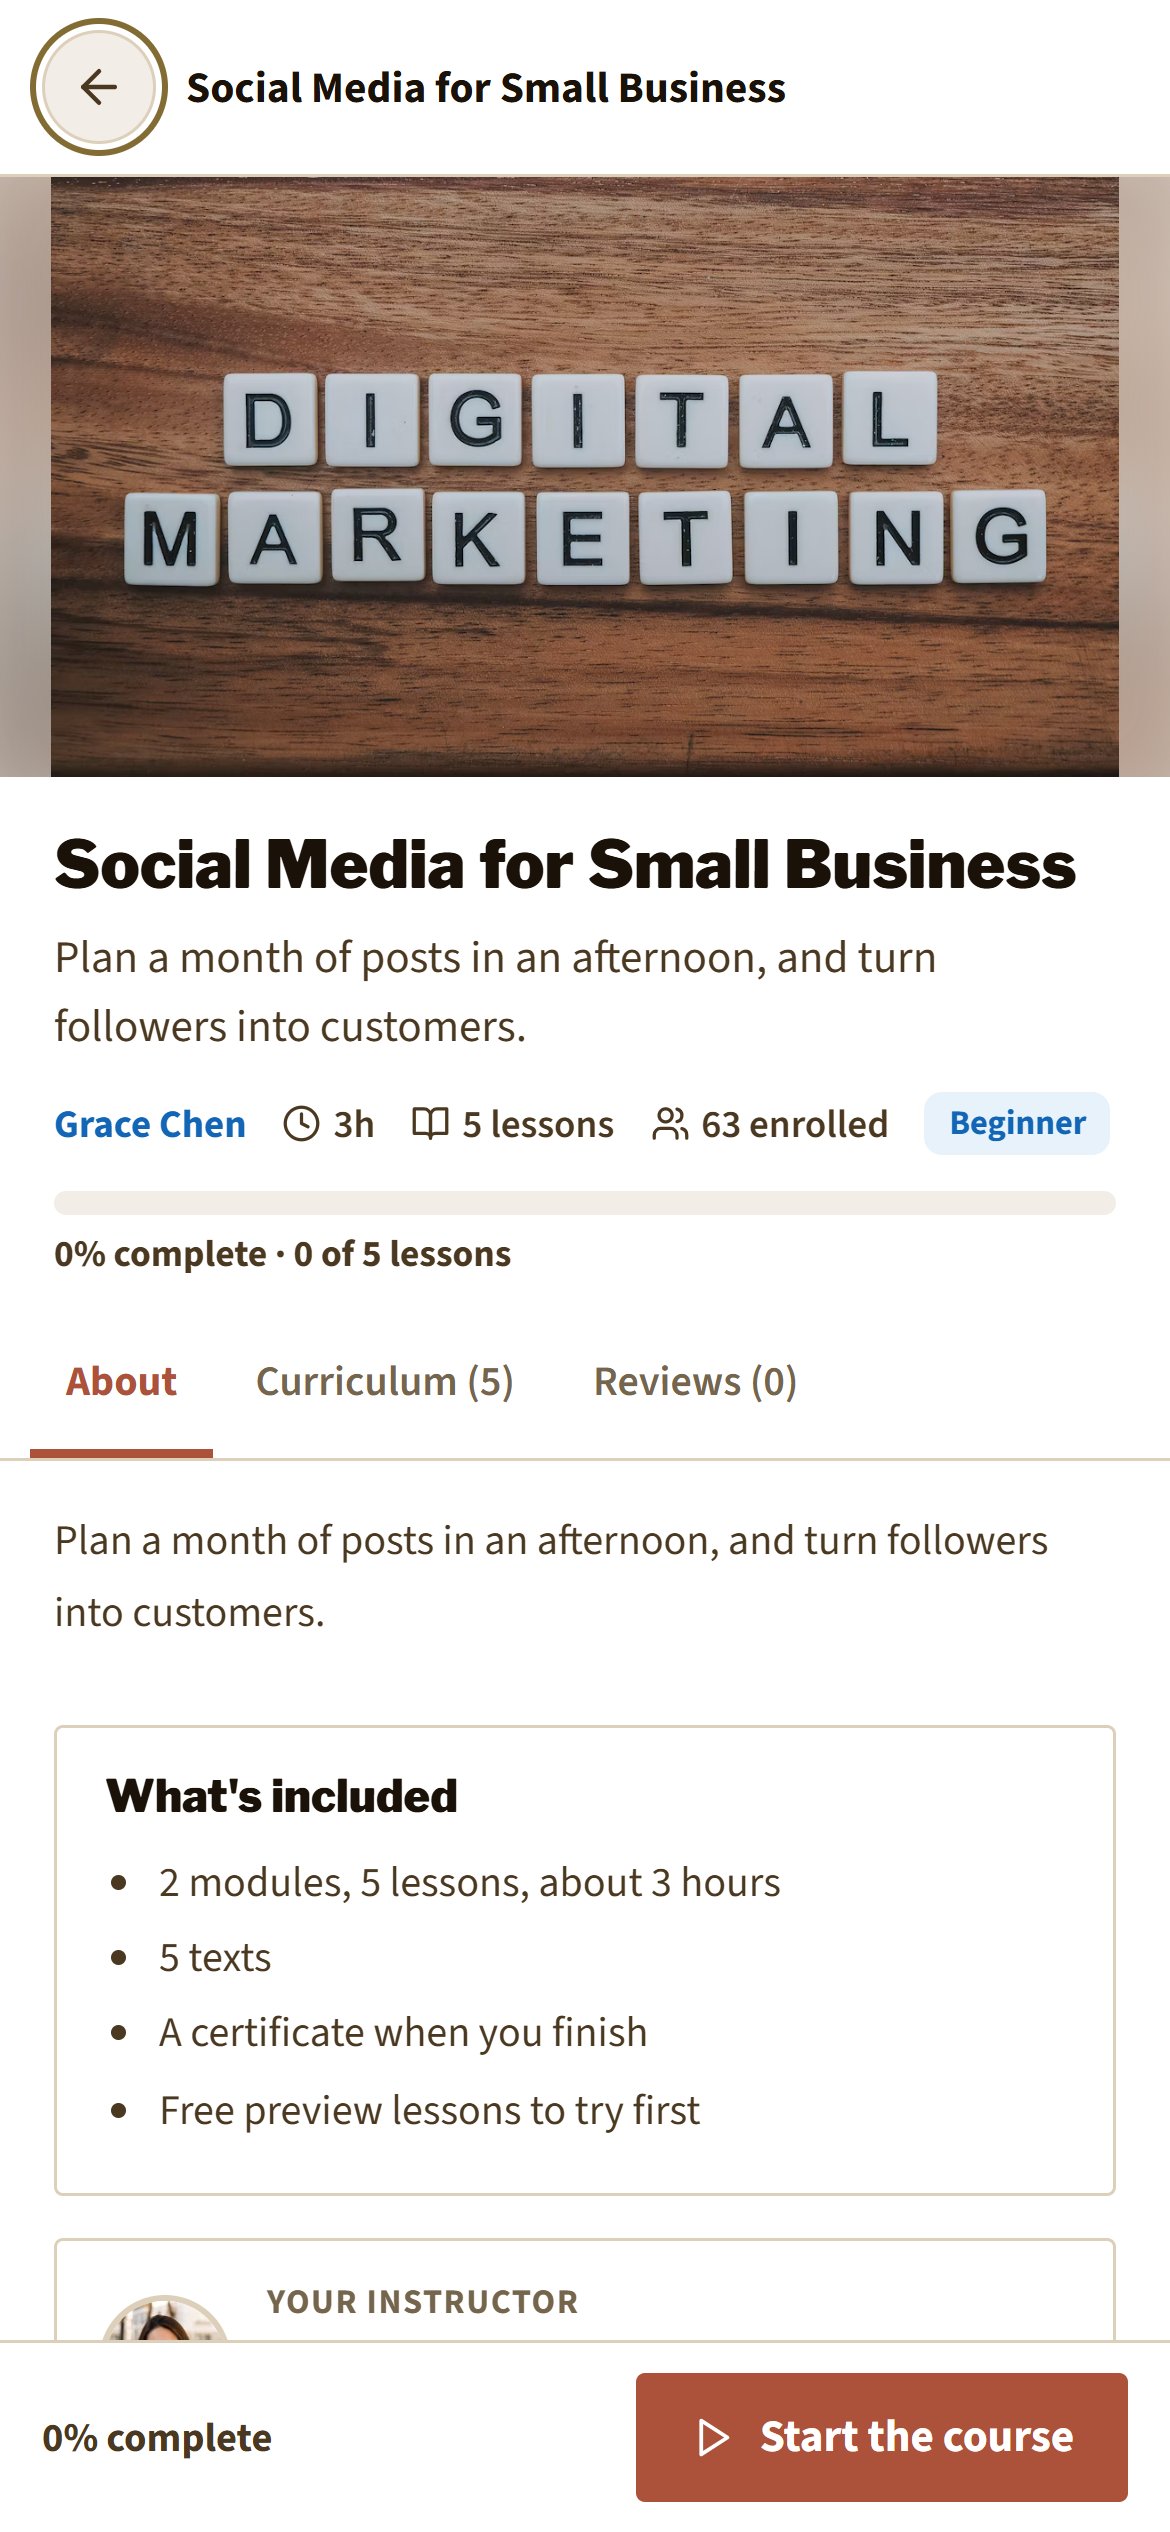 Social Media for Small Business
DIGITAL
MARKETING
Social Media for Small Business
Plan a month of posts in an afternoon, and turn
followers into customers.
Grace Chen 3h 5 lessons 63 enrolled Beginner
0% complete · 0 of 5 lessons
About Curriculum (5) Reviews (0)
Plan a month of posts in an afternoon, and turn followers
into customers.
What's included
• 2 modules, 5 lessons, about 3 hours
• 5 texts
• A certificate when you finish
• Free preview lessons to try first
YOUR INSTRUCTOR
0% complete
Start the course